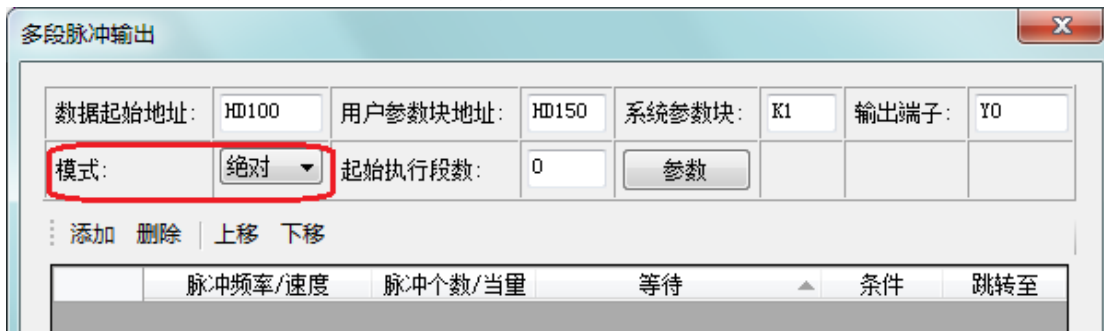 多段脉冲输出
数据起始地址: HD100 用户参数块地址: HD150 系统参数块: K1 输出端子: Y0
模式: 绝对 起始执行段数: 0 参数
添加 删除 上移 下移
脉冲频率/速度 脉冲个数/当量 等待 条件 跳转至